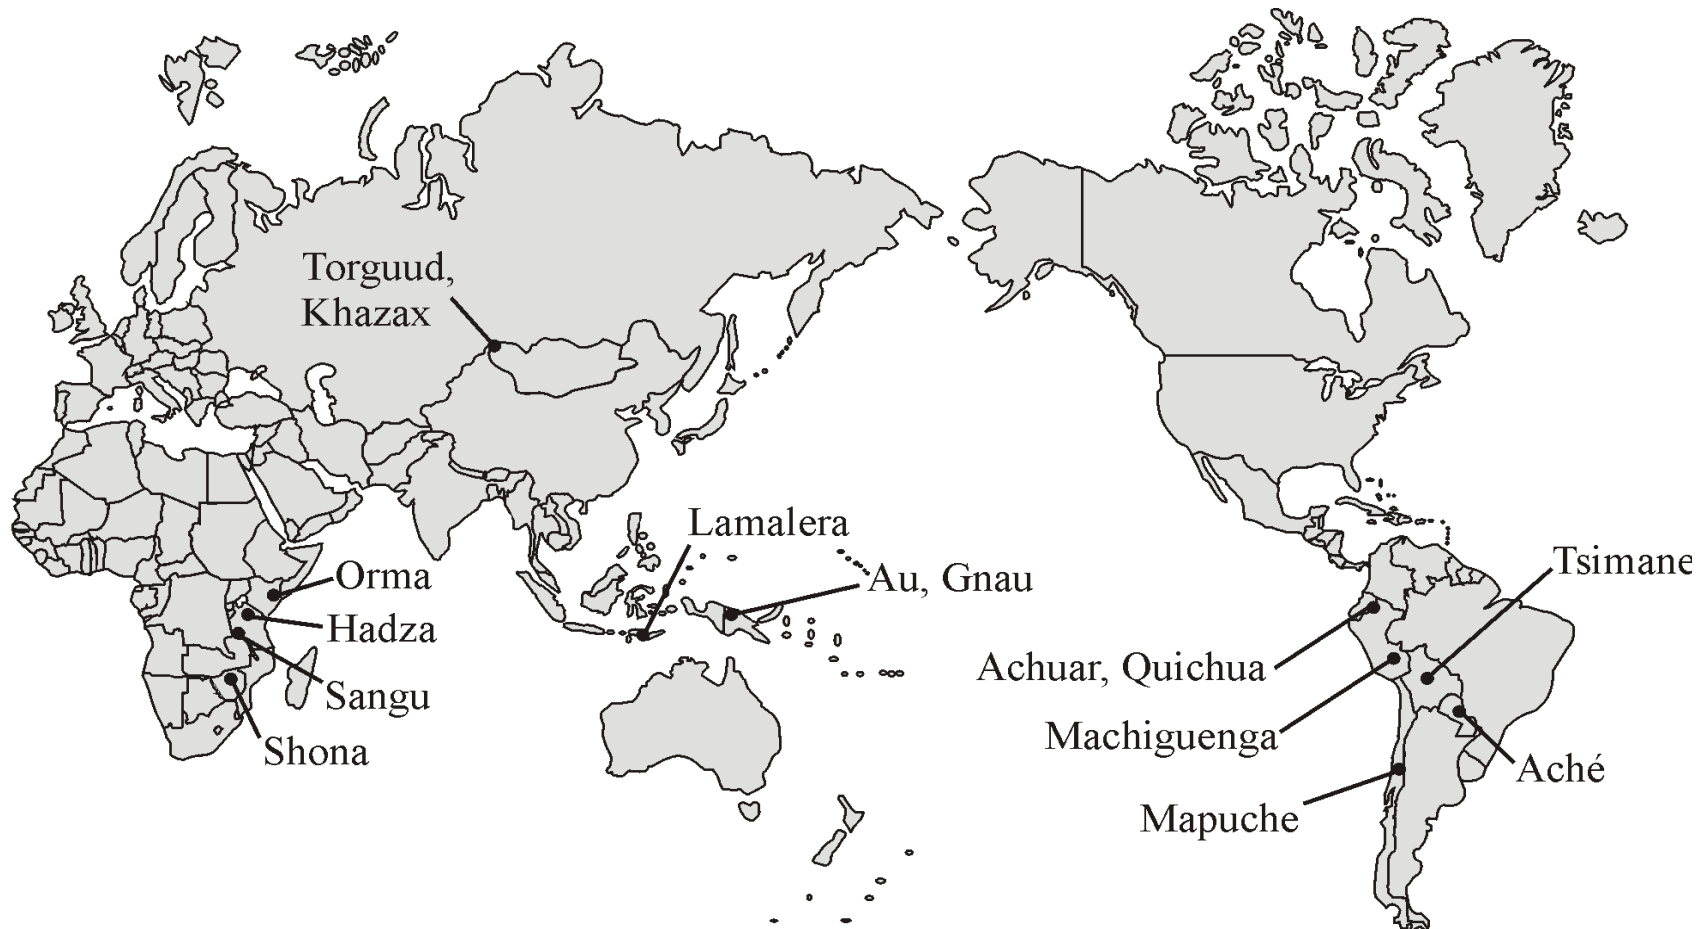 Torguud,
Khazax
Lamalera
Tsimane
Orma
Au, Gnau
Hadza
Achuar, Quichua
Sangu
Machiguenga
Shona
Aché
Mapuche